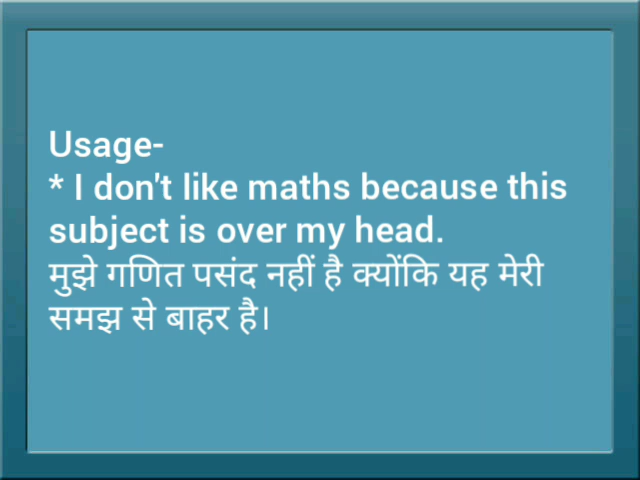 Usage-
* I don't like maths because this
subject is over my head.
मुझे गणित पसंद नहीं है क्योंकि यह मेरी
समझ से बाहर है।